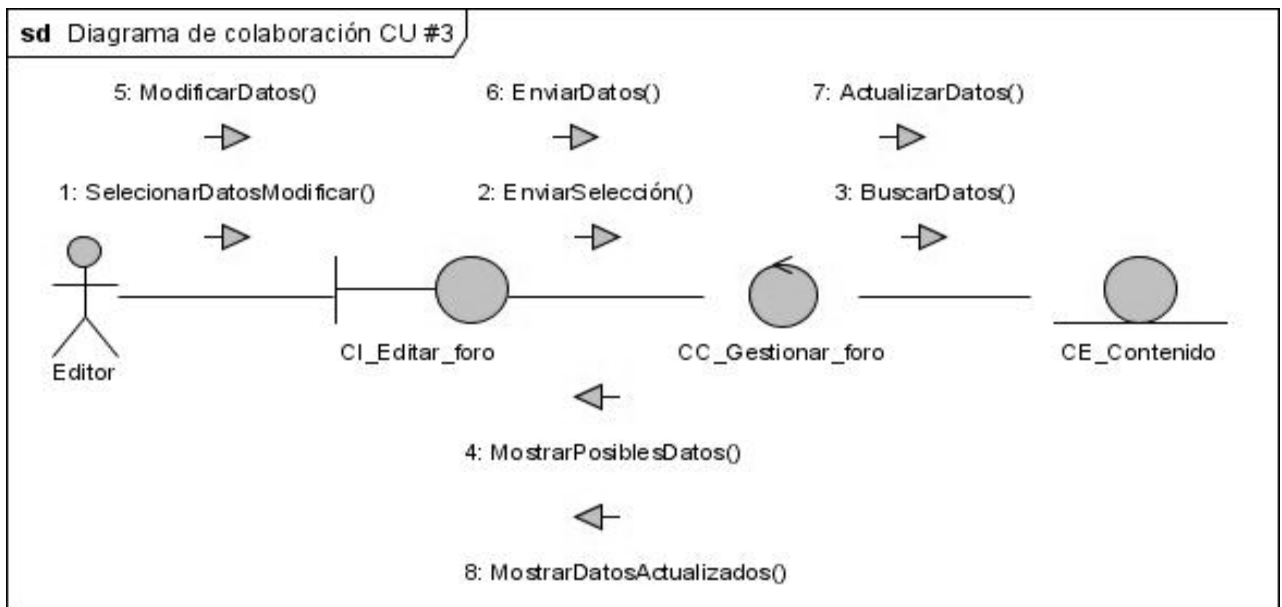 sd Diagrama de colaboración CU #3
5: ModificarDatos() 6: EnviarDatos() 7: ActualizarDatos()
1: SelecionarDatosModificar() 2: EnviarSelección() 3: BuscarDatos()
CI_Editar_foro CC_Gestionar_foro CE_Contenido
Editor
4: MostrarPosiblesDatos()
8: MostrarDatosActualizados()